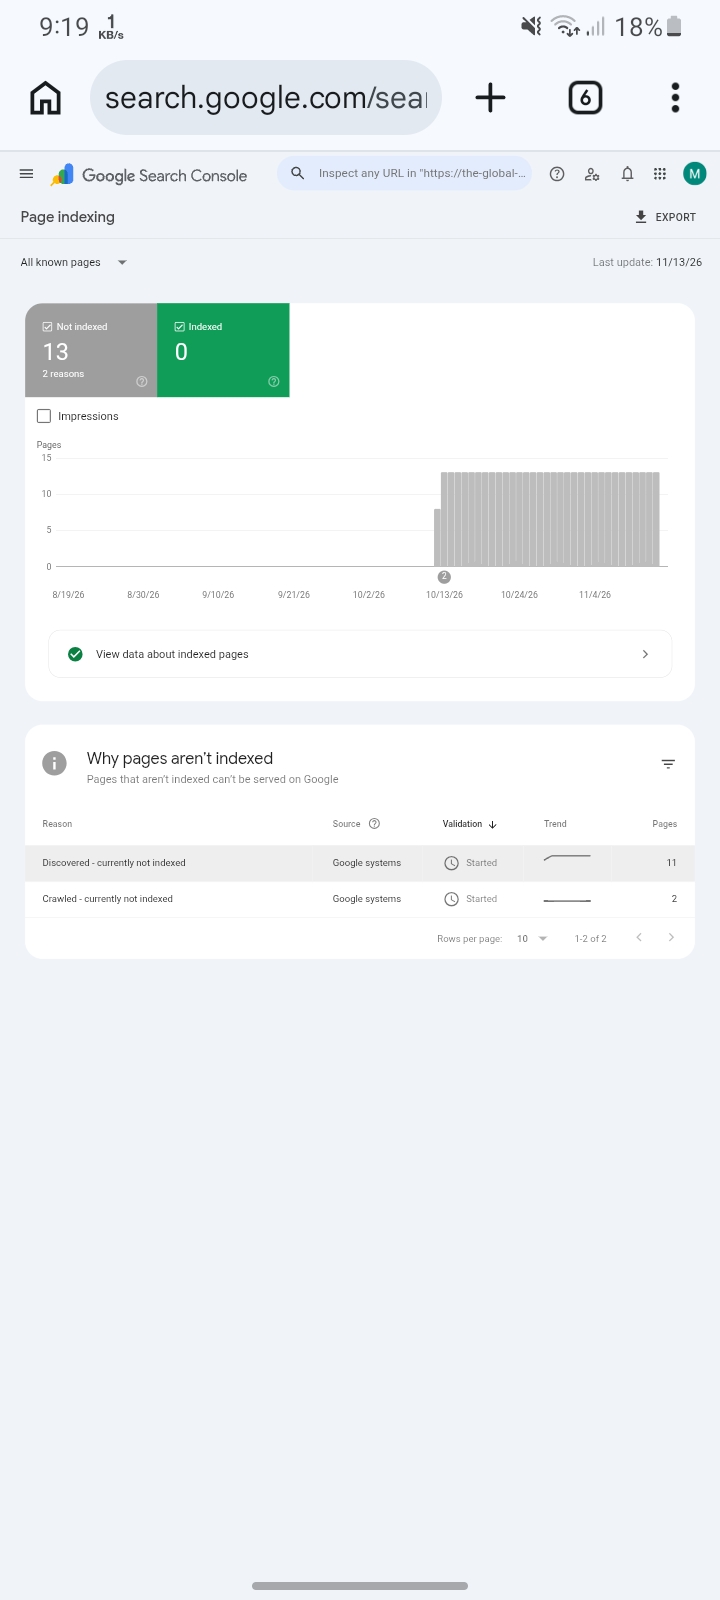 9:19 1 KB/s 18%
search.google.com/sear
6
Google Search Console Inspect any URL in "https://the-global-... M
Page indexing EXPORT
All known pages Last update: 11/13/26
Not indexed Indexed
13 0
2 reasons
Impressions
Pages
15
10
5
0
2
8/19/26 8/30/26 9/10/26 9/21/26 10/2/26 10/13/26 10/24/26 11/4/26
View data about indexed pages
Why pages aren't indexed
Pages that aren't indexed can't be served on Google
Reason Source Validation Trend Pages
Discovered - currently not indexed Google systems Started 11
Crawled - currently not indexed Google systems Started 2
Rows per page: 10 1-2 of 2